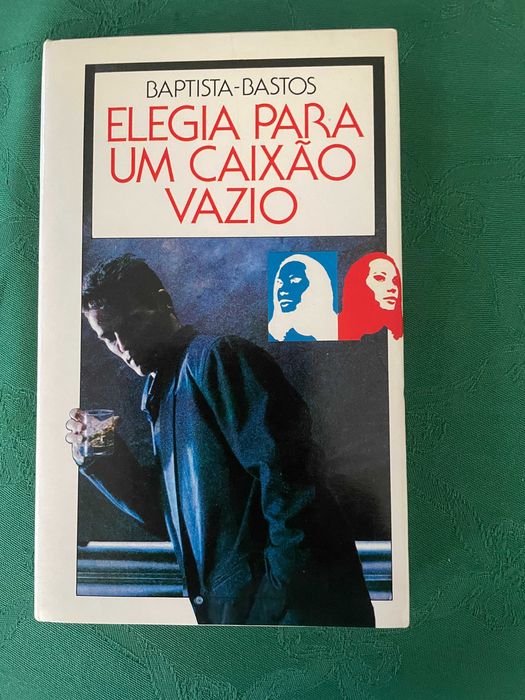 BAPTISTA-BASTOS
ELEGIA PARA
UM CAIXÃO
VAZIO